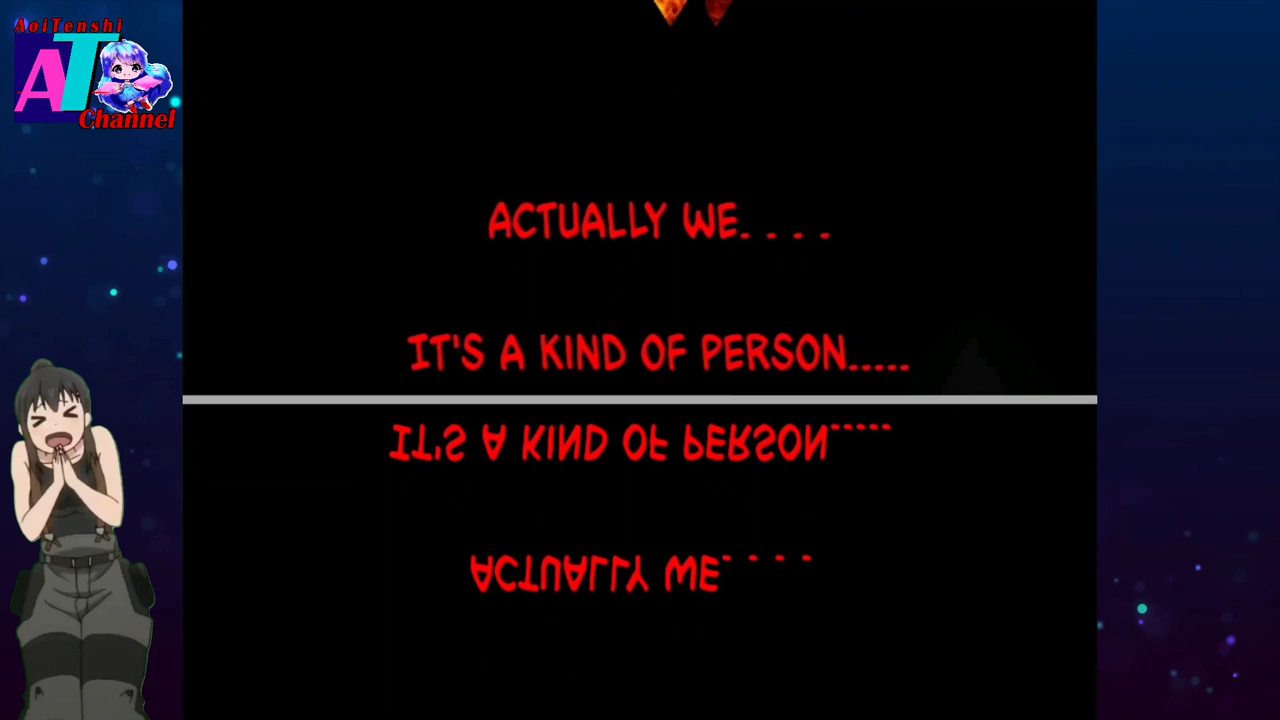 AoiTenshi
AT
Channel
ACTUALLY WE. . . .
IT'S A KIND OF PERSON.....
IT'S A KIND OF PERSON.....
ACTUALLY WE. . . .